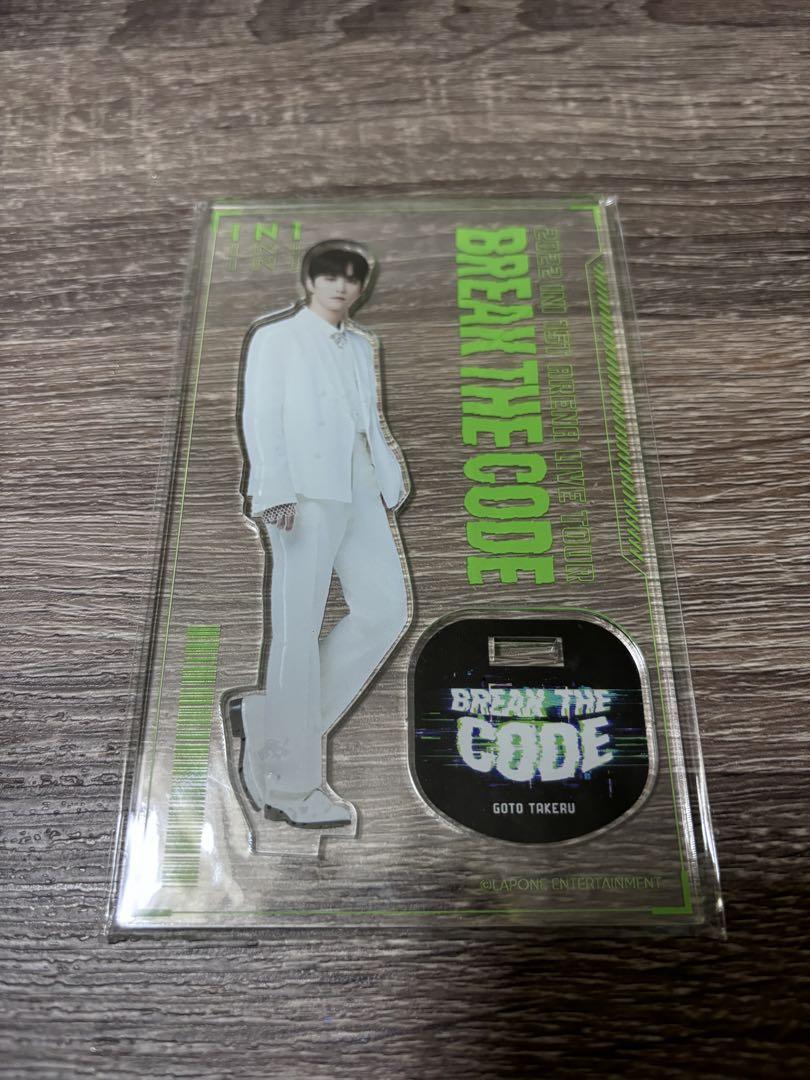 INI
2022 INI 1ST ARENA LIVE TOUR
BREAK THE CODE
BREAK THE
CODE
GOTO TAKERU
©LAPONE ENTERTAINMENT